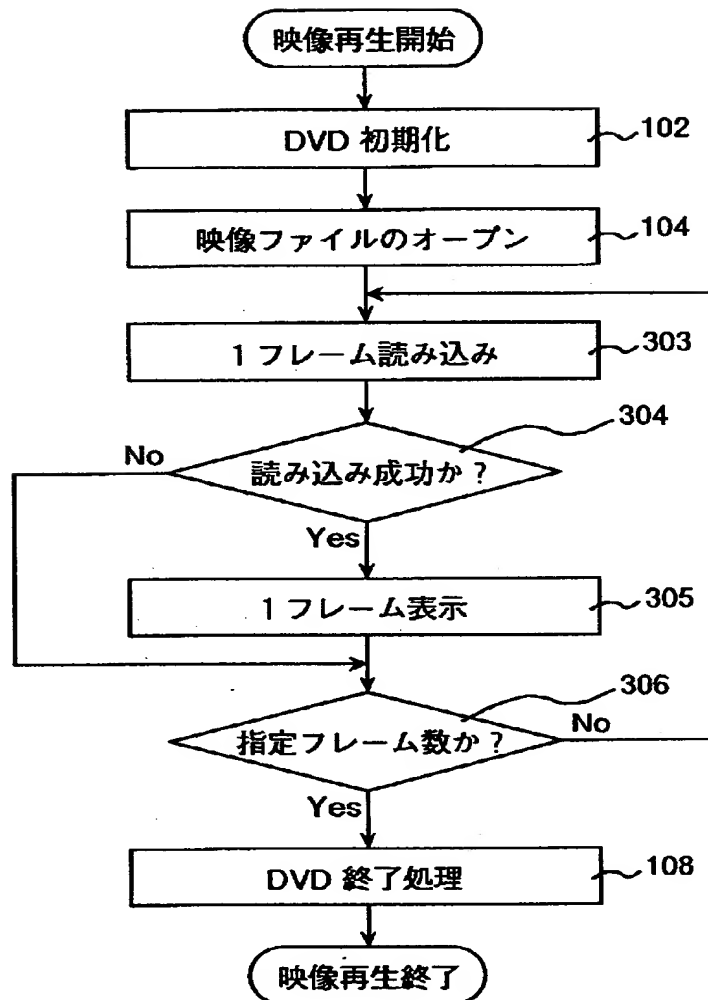 映像再生開始
DVD 初期化
102
映像ファイルのオープン
104
1 フレーム読み込み
303
304
No
読み込み成功か？
Yes
1 フレーム表示
305
306
指定フレーム数か？
No
Yes
DVD 終了処理
108
映像再生終了